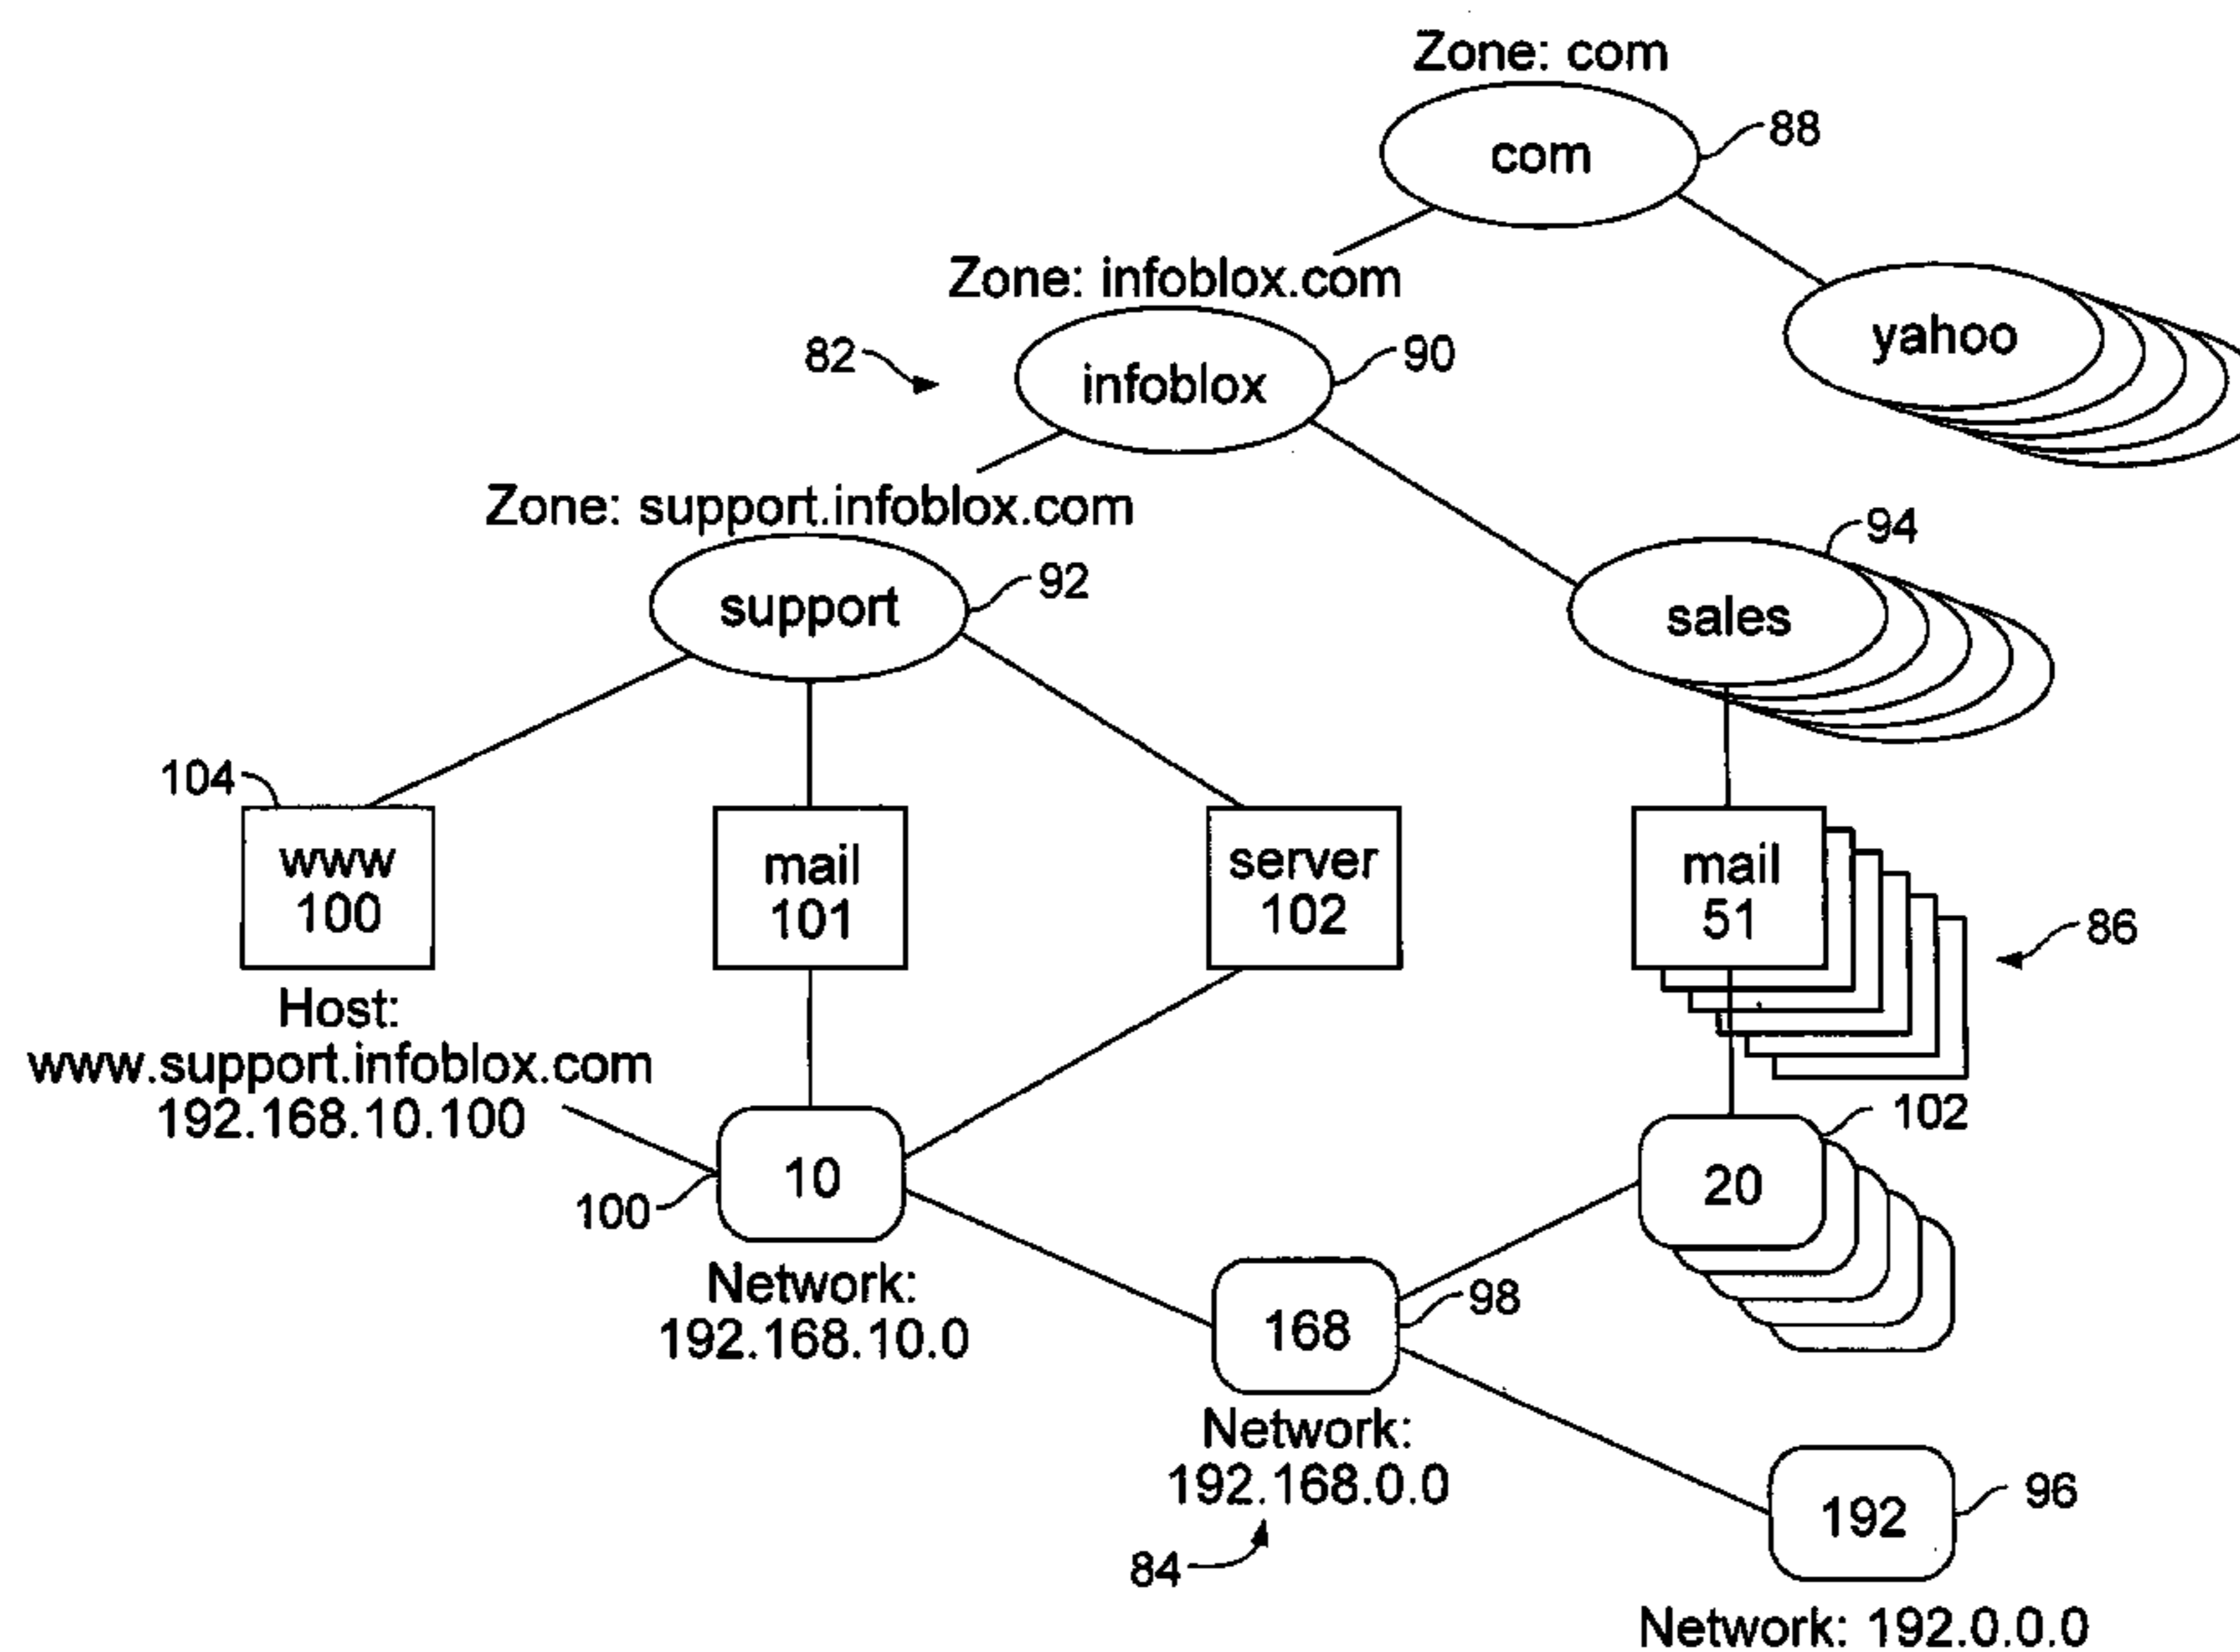 Zone: com
com
88
Zone: infoblox.com
yahoo
82
infoblox
90
Zone: support.infoblox.com
94
support
92
sales
104
www
100
mail
101
server
102
mail
51
86
Host:
www.support.infoblox.com
192.168.10.100
102
10
20
100
Network:
192.168.10.0
168
98
Network:
192.168.0.0
192
96
84
Network: 192.0.0.0